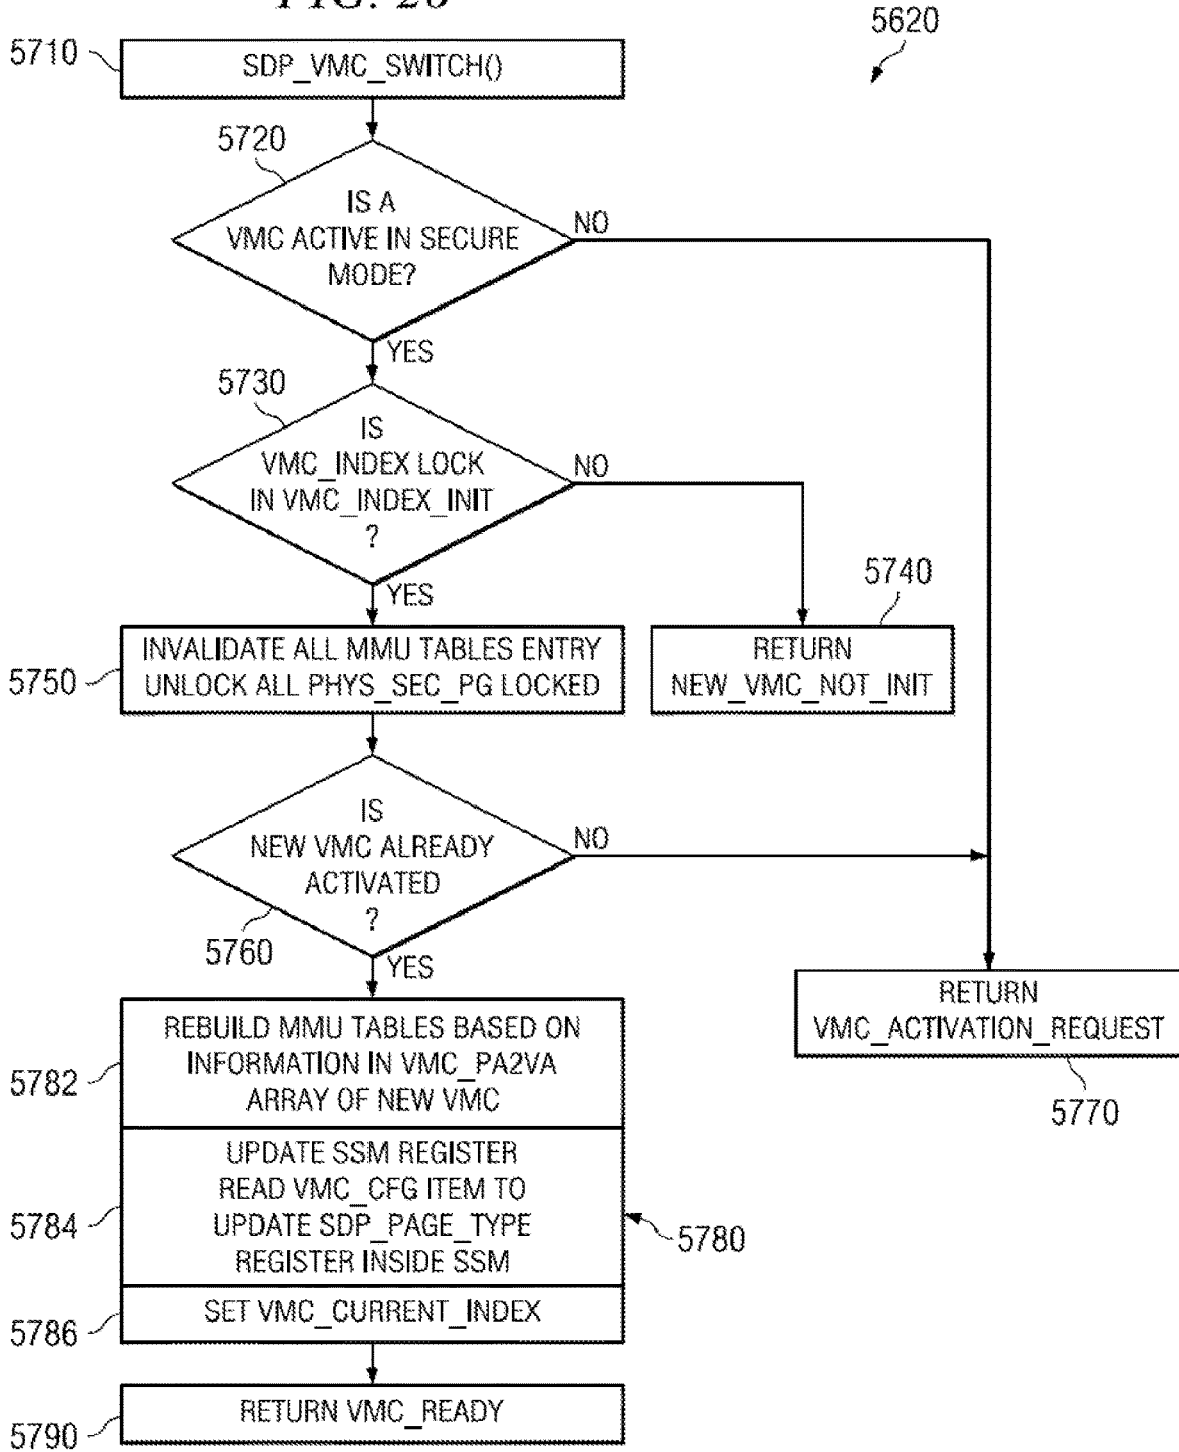 5620
5710
SDP_VMC_SWITCH()
5720
IS A
VMC ACTIVE IN SECURE
MODE?
NO
YES
5730
IS
VMC_INDEX LOCK
IN VMC_INDEX_INIT
?
NO
YES
5740
RETURN
NEW_VMC_NOT_INIT
5750
INVALIDATE ALL MMU TABLES ENTRY
UNLOCK ALL PHYS_SEC_PG LOCKED
IS
NEW VMC ALREADY
ACTIVATED
?
NO
5760
YES
RETURN
VMC_ACTIVATION_REQUEST
5770
5782
REBUILD MMU TABLES BASED ON
INFORMATION IN VMC_PA2VA
ARRAY OF NEW VMC
5784
UPDATE SSM REGISTER
READ VMC_CFG ITEM TO
UPDATE SDP_PAGE_TYPE
REGISTER INSIDE SSM
5780
5786
SET VMC_CURRENT_INDEX
5790
RETURN VMC_READY